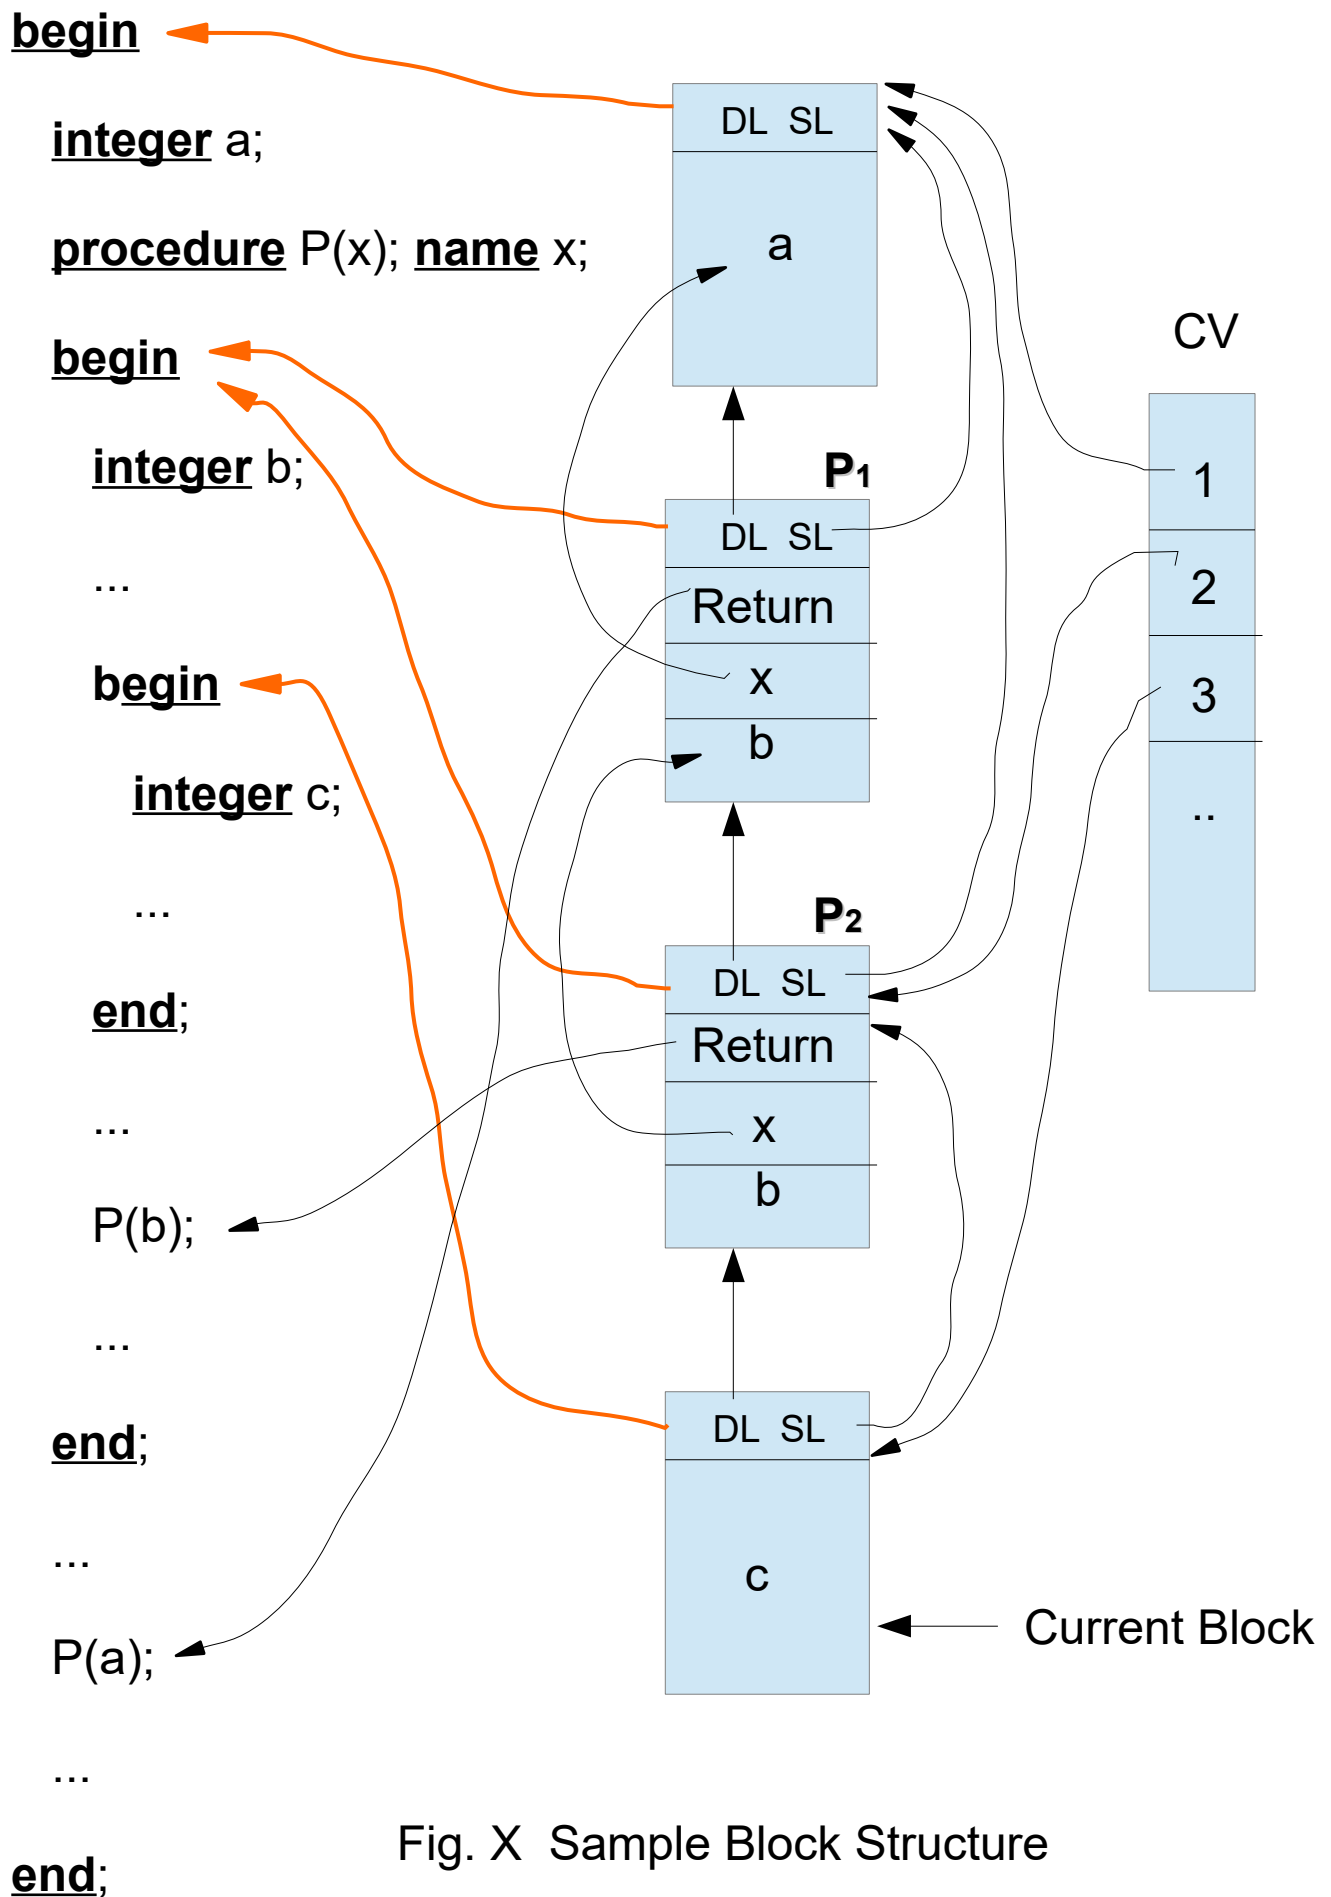 begin
integer a;
procedure P(x); name x;
begin
integer b;
...
begin
integer c;
...
end;
...
P(b);
...
end;
...
P(a);
...
end;
DL SL
a
P1
DL SL
Return
x
b
P2
DL SL
Return
x
b
DL SL
c
CV
1
2
3
..
Current Block
Fig. X Sample Block Structure